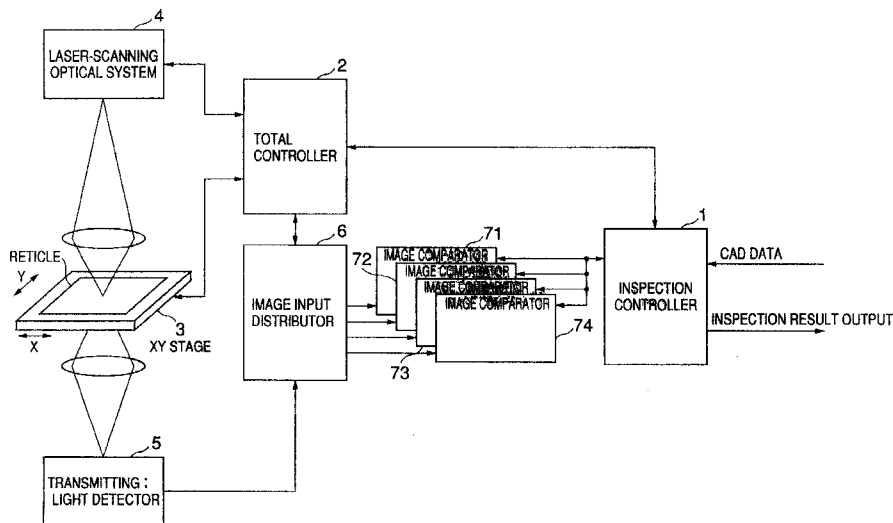 4
LASER-SCANNING
OPTICAL SYSTEM
2
TOTAL
CONTROLLER
RETICLE
Y
X
3
XY STAGE
6
IMAGE INPUT
DISTRIBUTOR
71
IMAGE COMPARATOR
72
IMAGE COMPARATOR
IMAGE COMPARATOR
73
IMAGE COMPARATOR
74
1
INSPECTION
CONTROLLER
CAD DATA
INSPECTION RESULT OUTPUT
5
TRANSMITTING :
LIGHT DETECTOR